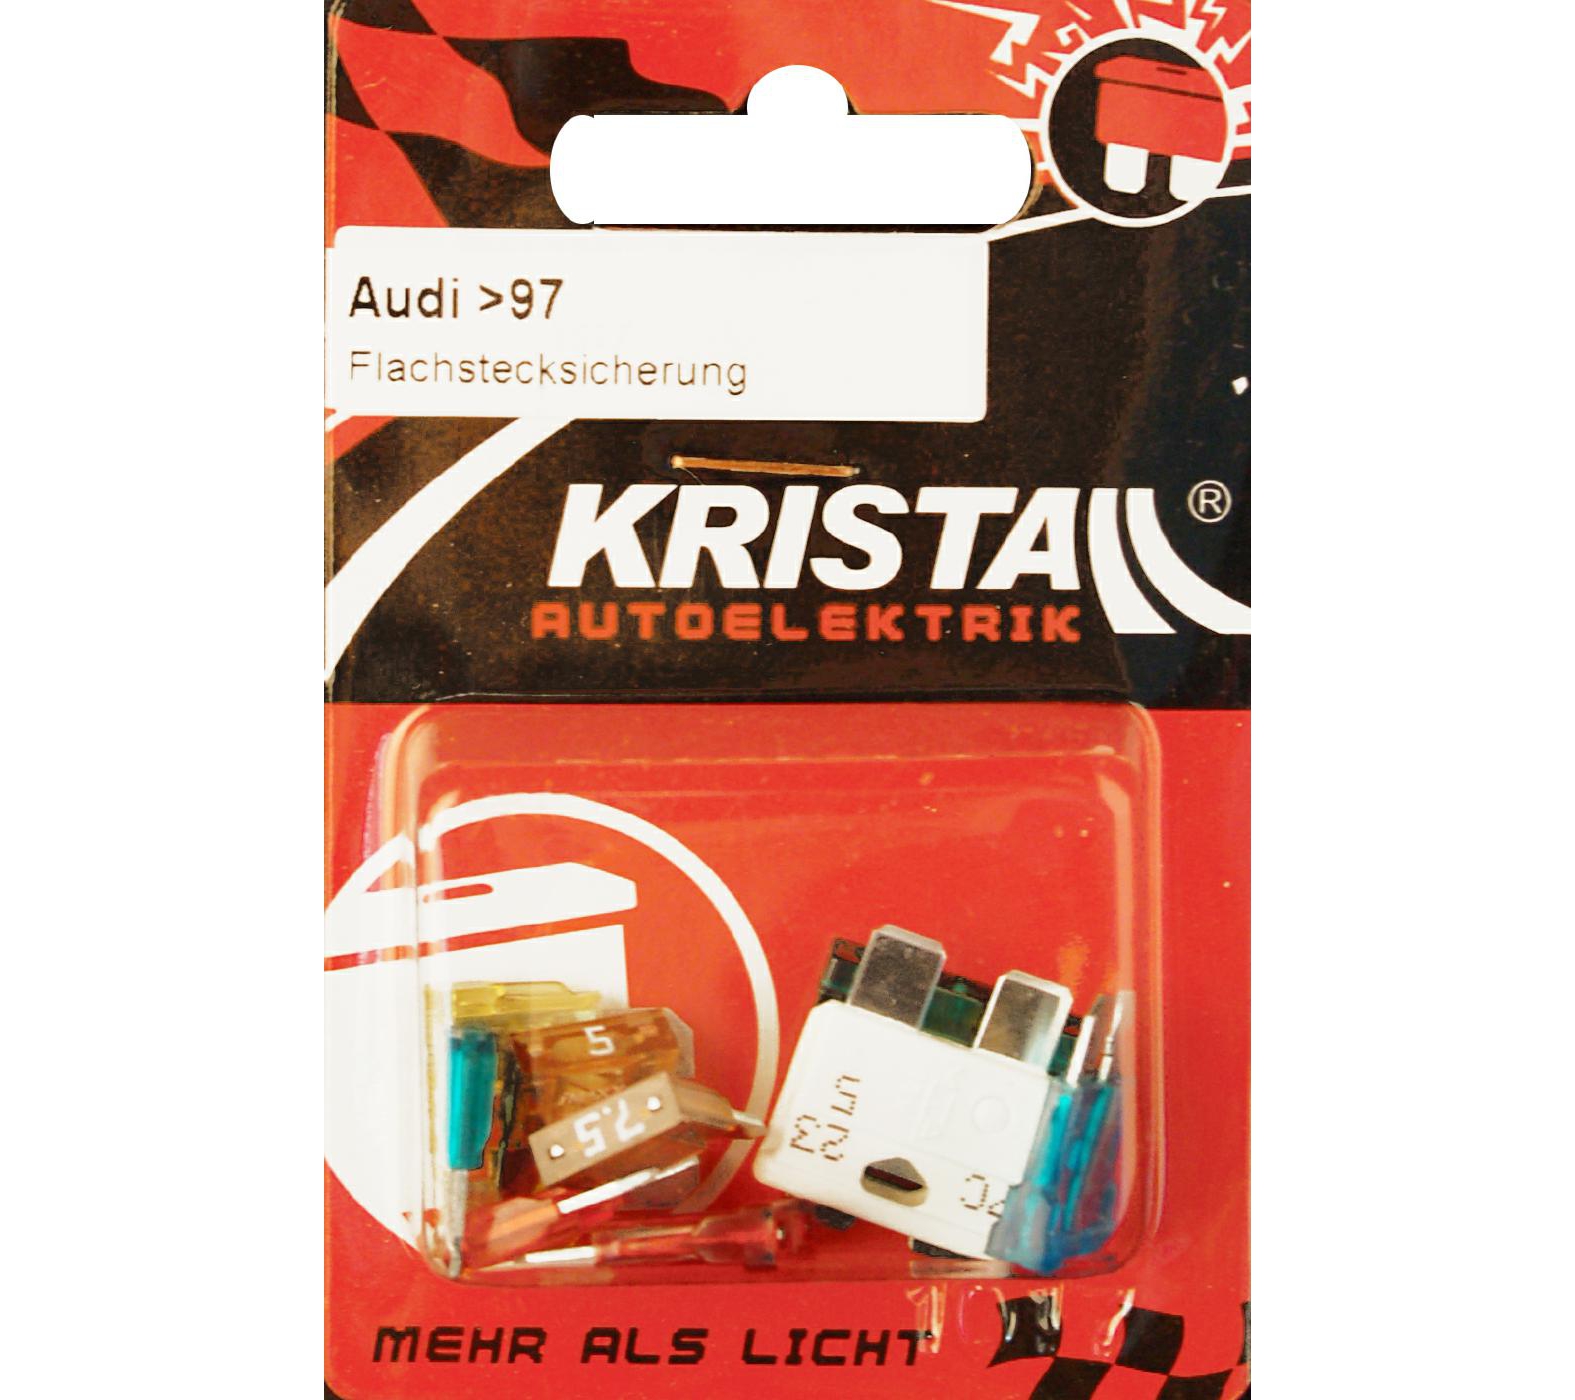 Audi >97
Flachstecksicherung
KRISTALL®
AUTOELEKTRIK
5
7.5
MEHR ALS LICHT